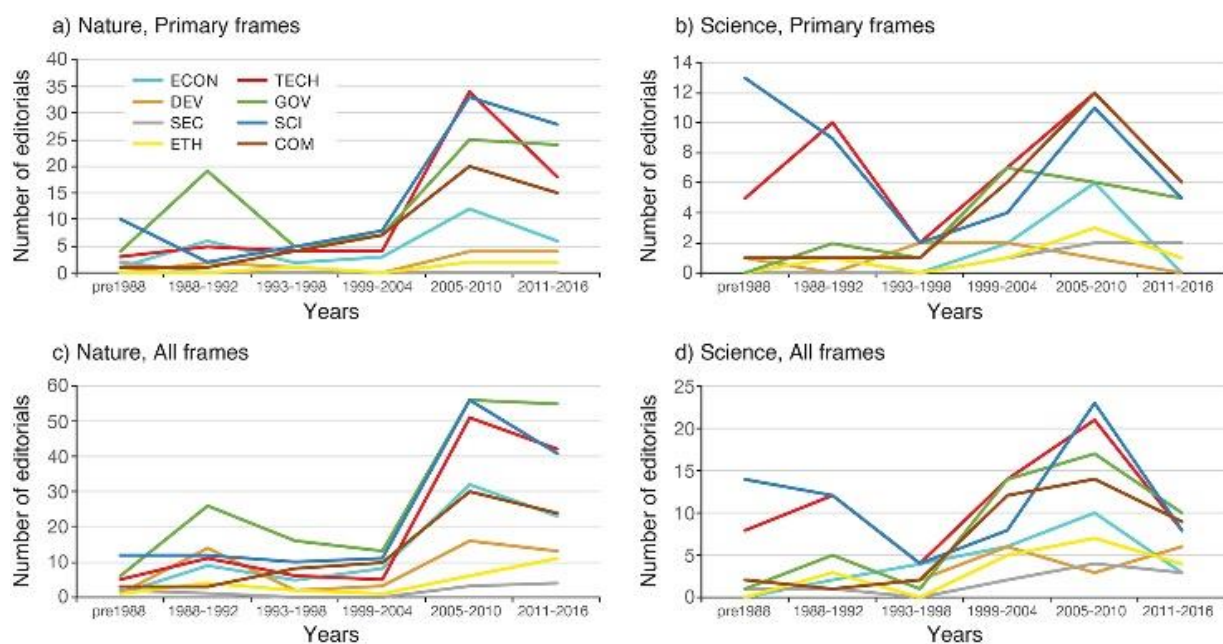 a) Nature, Primary frames
Number of editorials
40
35
30
25
20
15
10
5
0
ECON TECH
DEV GOV
SEC SCI
ETH COM
pre1988 1988-1992 1993-1998 1999-2004 2005-2010 2011-2016
Years
b) Science, Primary frames
Number of editorials
14
12
10
8
6
4
2
0
pre1988 1988-1992 1993-1998 1999-2004 2005-2010 2011-2016
Years
c) Nature, All frames
Number of editorials
60
50
40
30
20
10
0
pre1988 1988-1992 1993-1998 1999-2004 2005-2010 2011-2016
Years
d) Science, All frames
Number of editorials
25
20
15
10
5
0
pre1988 1988-1992 1993-1998 1999-2004 2005-2010 2011-2016
Years